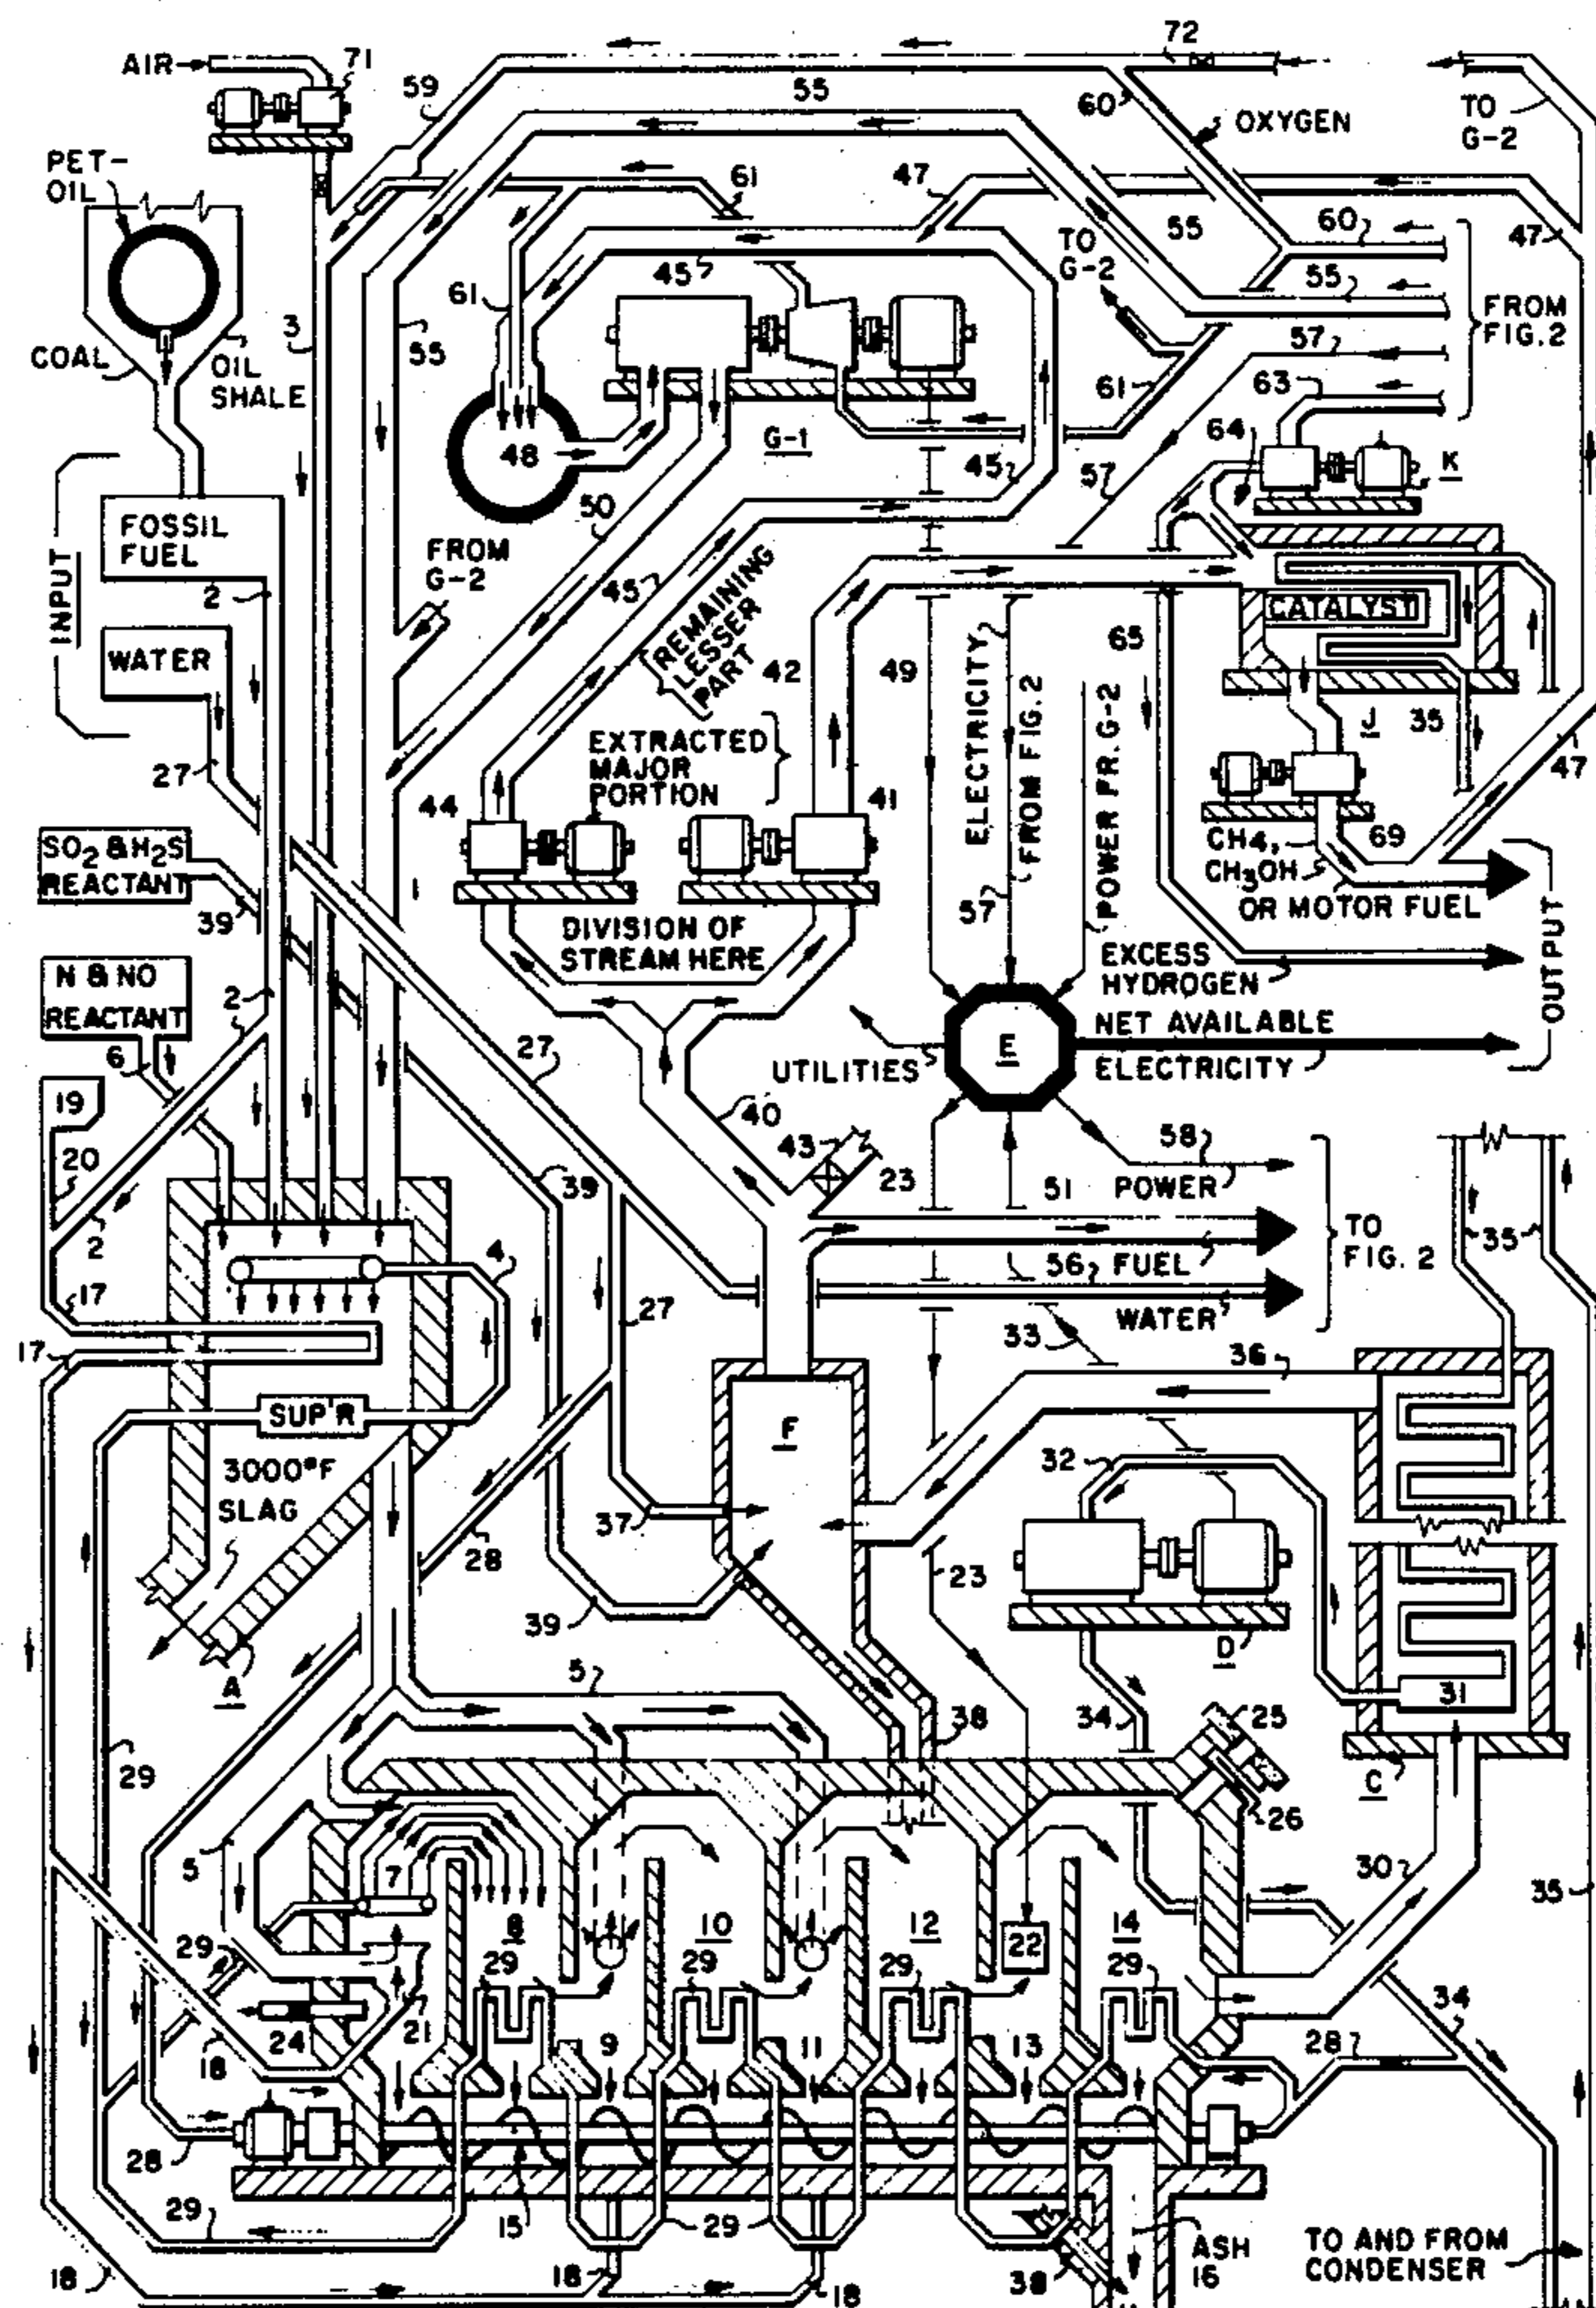 72
AIR
71
59
55
60
OXYGEN
TO
G-2
PET-
OIL
61
47
TO
G-2
55
60
47
45
55
FROM
FIG.2
61
3
57
COAL
OIL
SHALE
55
63
61
64
48
G-1
45
57
K
50
FOSSIL
FUEL
FROM
G-2
INPUT
2
45
REMAINING
LESSER
PART
CATALYST
WATER
42
49
65
ELECTRICITY
FROM FIG.2
POWER FR.G-2
J
35
EXTRACTED
MAJOR
PORTION
27
47
44
41
SO2 & H2S
REACTANT
CH4,
69
CH3OH
OR MOTOR FUEL
1
39
57
DIVISION OF
STREAM HERE
EXCESS
HYDROGEN
OUTPUT
N & NO
REACTANT
2
NET AVAILABLE
ELECTRICITY
E
6
27
UTILITIES
19
40
43
58
20
39
23
51
POWER
2
4
TO
FIG. 2
35
56
FUEL
17
27
WATER
33
17
36
SUP'R
F
3000°F
SLAG
32
37
28
23
39
D
A
5
31
38
34
25
29
C
26
5
7
30
35
8
10
12
14
22
29
29
29
29
34
24
21
18
9
11
13
28
28
29
15
29
38
ASH
16
TO AND FROM
CONDENSER
18
18
18